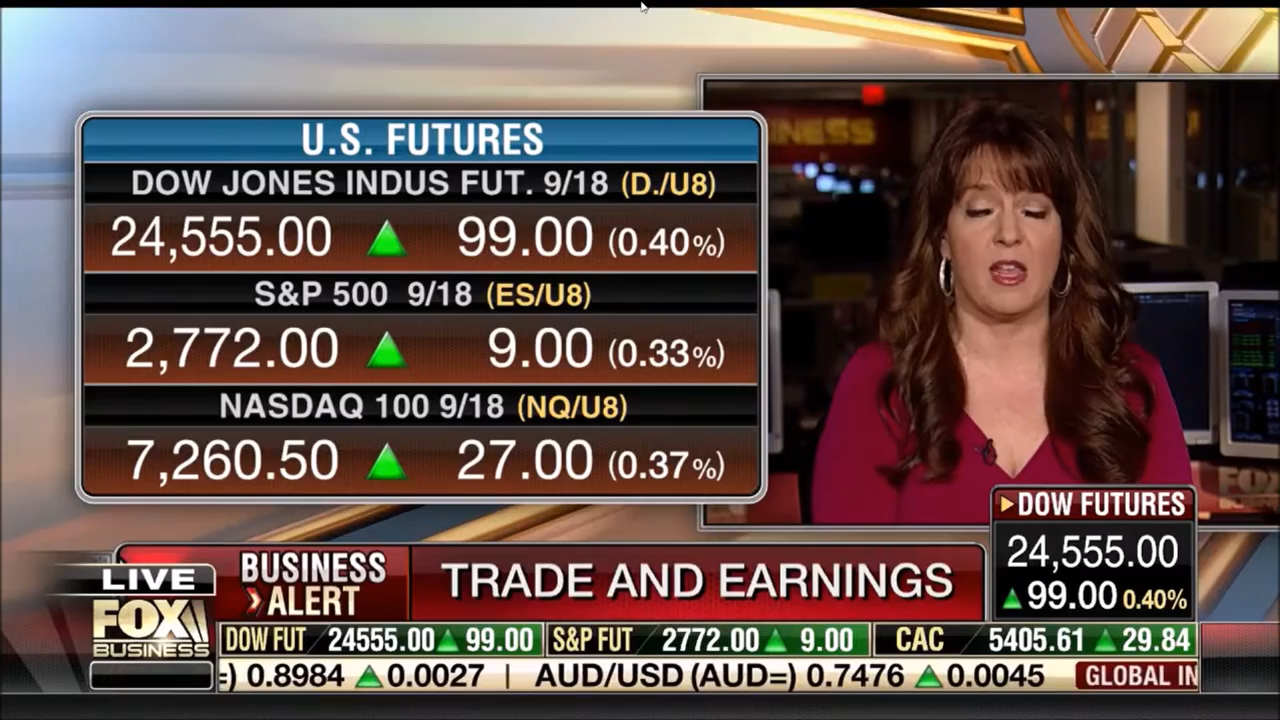 U.S. FUTURES
DOW JONES INDUS FUT. 9/18 (D./U8)
24,555.00 ▲ 99.00 (0.40%)
S&P 500 9/18 (ES/U8)
2,772.00 ▲ 9.00 (0.33%)
NASDAQ 100 9/18 (NQ/U8)
7,260.50 ▲ 27.00 (0.37%)
INESS
FOX
DOW FUTURES
24,555.00
▲ 99.00 0.40%
BUSINESS ALERT
TRADE AND EARNINGS
LIVE
FOX
BUSINESS
DOW FUT 24555.00 ▲ 99.00 S&P FUT 2772.00 ▲ 9.00 CAC 5405.61 ▲ 29.84
=) 0.8984 ▲ 0.0027 | AUD/USD (AUD=) 0.7476 ▲ 0.0045 GLOBAL IN